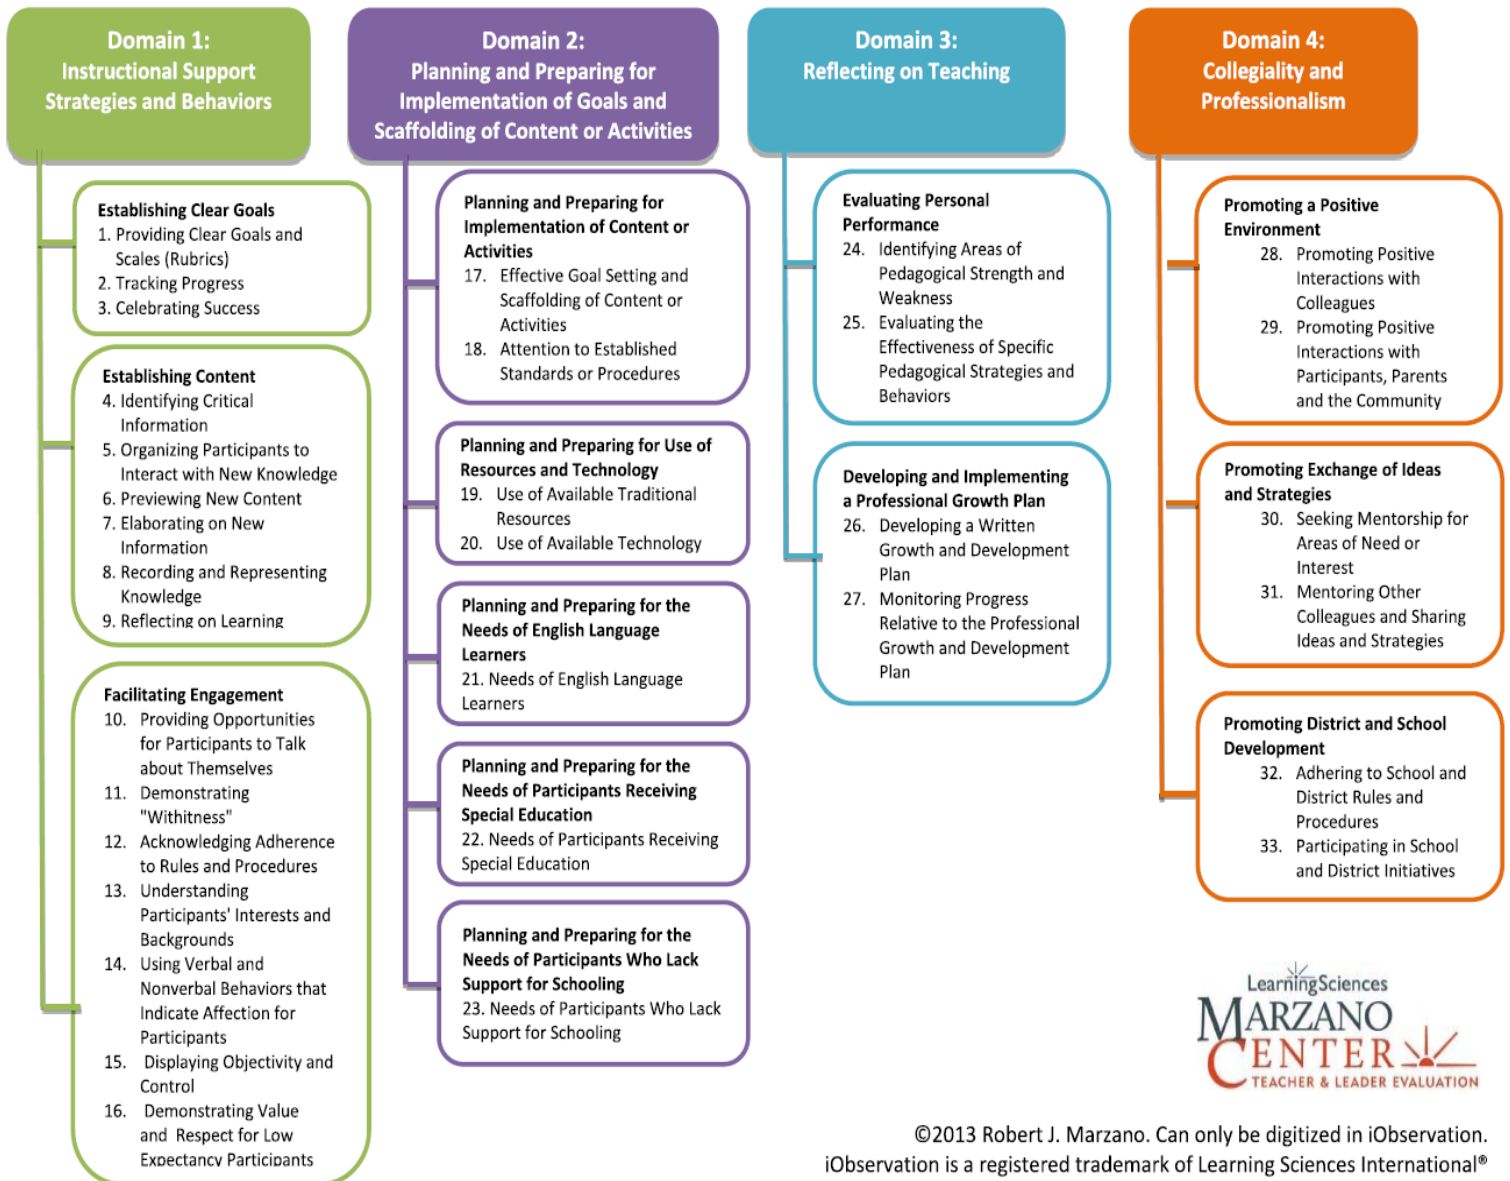 Domain 1:
Instructional Support
Strategies and Behaviors
Establishing Clear Goals
1. Providing Clear Goals and
Scales (Rubrics)
2. Tracking Progress
3. Celebrating Success
Establishing Content
4. Identifying Critical
Information
5. Organizing Participants to
Interact with New Knowledge
6. Previewing New Content
7. Elaborating on New
Information
8. Recording and Representing
Knowledge
9. Reflecting on Learning
Facilitating Engagement
10. Providing Opportunities
for Participants to Talk
about Themselves
11. Demonstrating
"Withitness"
12. Acknowledging Adherence
to Rules and Procedures
13. Understanding
Participants' Interests and
Backgrounds
14. Using Verbal and
Nonverbal Behaviors that
Indicate Affection for
Participants
15. Displaying Objectivity and
Control
16. Demonstrating Value
and Respect for Low
Expectancy Participants
Domain 2:
Planning and Preparing for
Implementation of Goals and
Scaffolding of Content or Activities
Planning and Preparing for
Implementation of Content or
Activities
17. Effective Goal Setting and
Scaffolding of Content or
Activities
18. Attention to Established
Standards or Procedures
Planning and Preparing for Use of
Resources and Technology
19. Use of Available Traditional
Resources
20. Use of Available Technology
Planning and Preparing for the
Needs of English Language
Learners
21. Needs of English Language
Learners
Planning and Preparing for the
Needs of Participants Receiving
Special Education
22. Needs of Participants Receiving
Special Education
Planning and Preparing for the
Needs of Participants Who Lack
Support for Schooling
23. Needs of Participants Who Lack
Support for Schooling
Domain 3:
Reflecting on Teaching
Evaluating Personal
Performance
24. Identifying Areas of
Pedagogical Strength and
Weakness
25. Evaluating the
Effectiveness of Specific
Pedagogical Strategies and
Behaviors
Developing and Implementing
a Professional Growth Plan
26. Developing a Written
Growth and Development
Plan
27. Monitoring Progress
Relative to the Professional
Growth and Development
Plan
Domain 4:
Collegiality and
Professionalism
Promoting a Positive
Environment
28. Promoting Positive
Interactions with
Colleagues
29. Promoting Positive
Interactions with
Participants, Parents
and the Community
Promoting Exchange of Ideas
and Strategies
30. Seeking Mentorship for
Areas of Need or
Interest
31. Mentoring Other
Colleagues and Sharing
Ideas and Strategies
Promoting District and School
Development
32. Adhering to School and
District Rules and
Procedures
33. Participating in School
and District Initiatives
LearningSciences
MARZANO
CENTER
TEACHER & LEADER EVALUATION
©2013 Robert J. Marzano. Can only be digitized in iObservation.
iObservation is a registered trademark of Learning Sciences International®